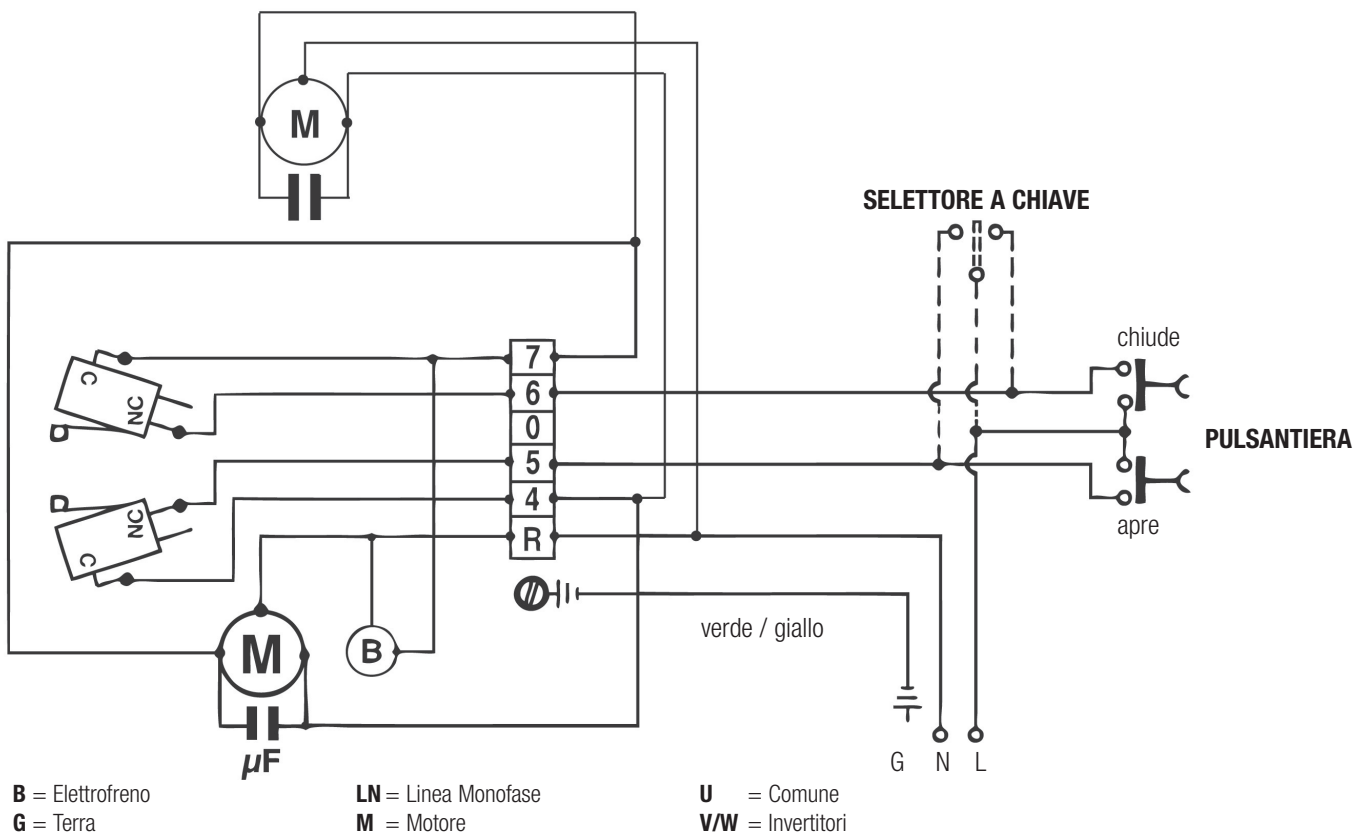 M
SELETTORE A CHIAVE
chiude
7
C
NC
6
0
PULSANTIERA
5
NC
C
4
apre
R
verde / giallo
M
B
µF
G N L
B = Elettrofreno
LN = Linea Monofase
U = Comune
G = Terra
M = Motore
V/W = Invertitori